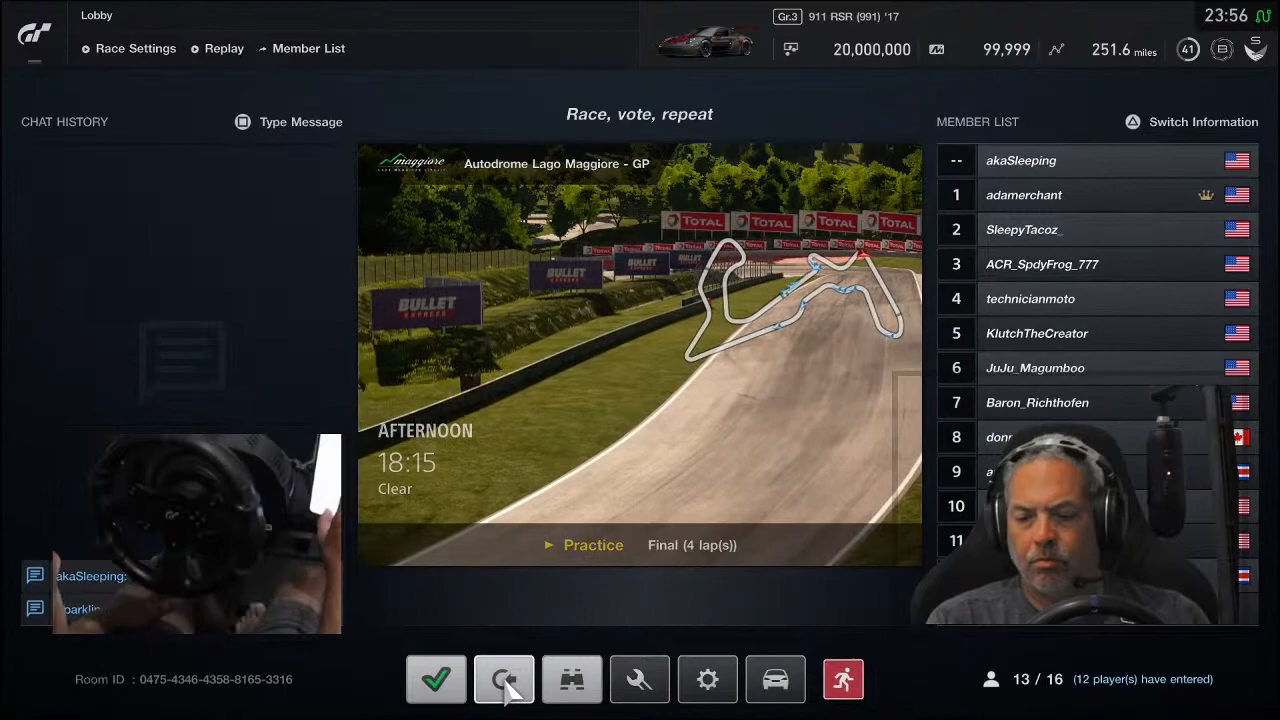 Lobby
Race Settings
Replay
Member List
Gr.3
911 RSR (991) '17
23:56
20,000,000
99,999
251.6 miles
41
B
S
CHAT HISTORY
Type Message
Race, vote, repeat
MEMBER LIST
Switch Information
maggiore
Autodrome Lago Maggiore - GP
TOTAL
TOTAL
TOTAL
TOTAL
BULLET
BULLET
BULLET
BULLET
EXPRESS
AFTERNOON
18:15
Clear
Practice
Final (4 lap(s))
-- akaSleeping
1 adamerchant
2 SleepyTacoz_
3 ACR_SpdyFrog_777
4 technicianmoto
5 KlutchTheCreator
6 JuJu_Magumboo
7 Baron_Richthofen
8
9
10
11
akaSleeping:
Room ID : 0475-4346-4358-8165-3316
13 / 16
(12 player(s) have entered)